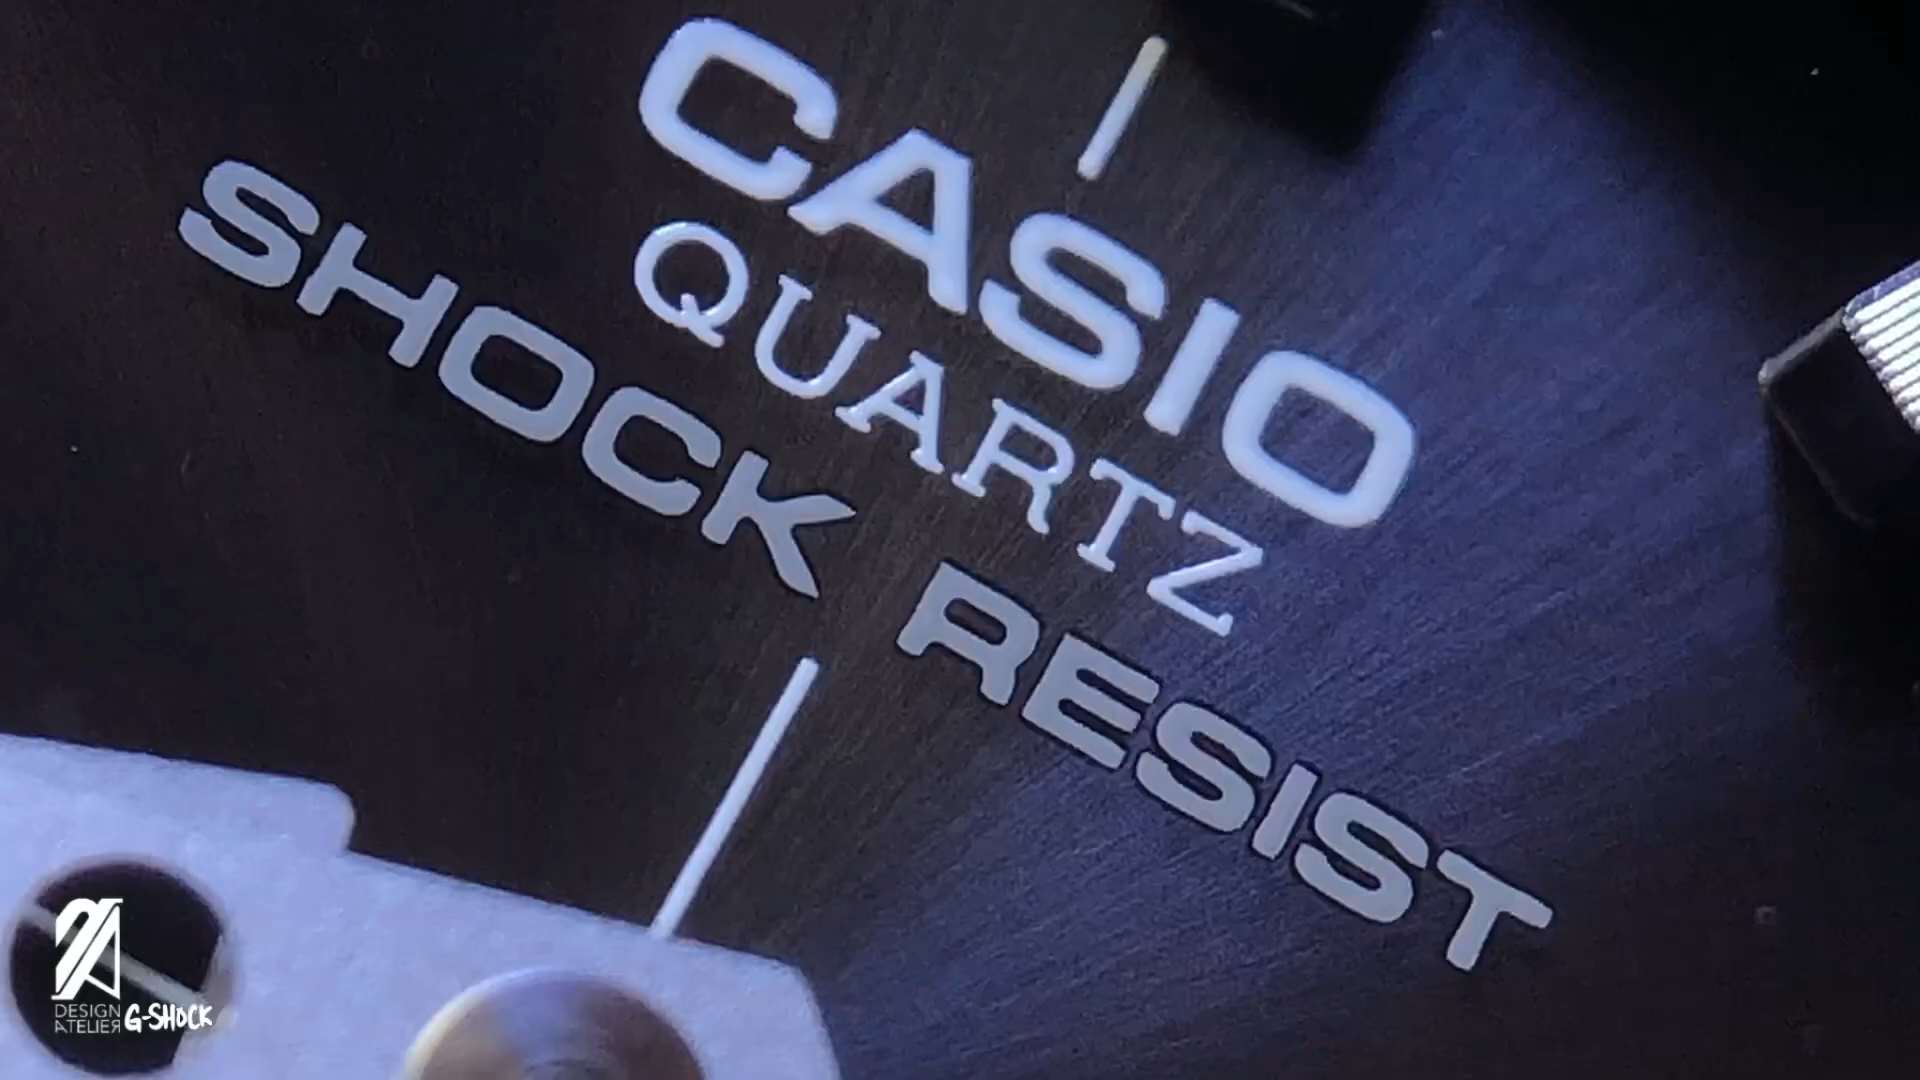 CASIO
QUARTZ
SHOCK RESIST
DESIGN
ATELIER G-SHOCK